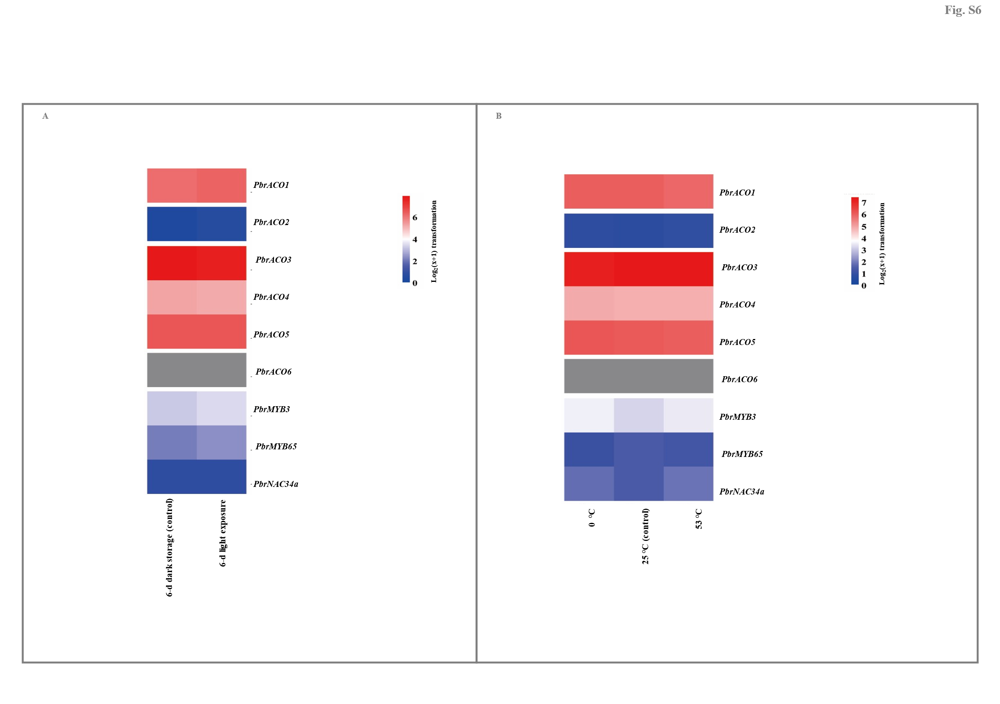 Fig. S6
A
PbrACO1
PbrACO2
PbrACO3
PbrACO4
PbrACO5
PbrACO6
PbrMYB3
PbrMYB65
PbrNAC34a
6-d dark storage (control)
6-d light exposure
6
4
2
0
Log₂(x+1) transformation
B
PbrACO1
PbrACO2
PbrACO3
PbrACO4
PbrACO5
PbrACO6
PbrMYB3
PbrMYB65
PbrNAC34a
0 °C
25 °C (control)
53 °C
7
6
5
4
3
2
1
0
Log₂(x+1) transformation